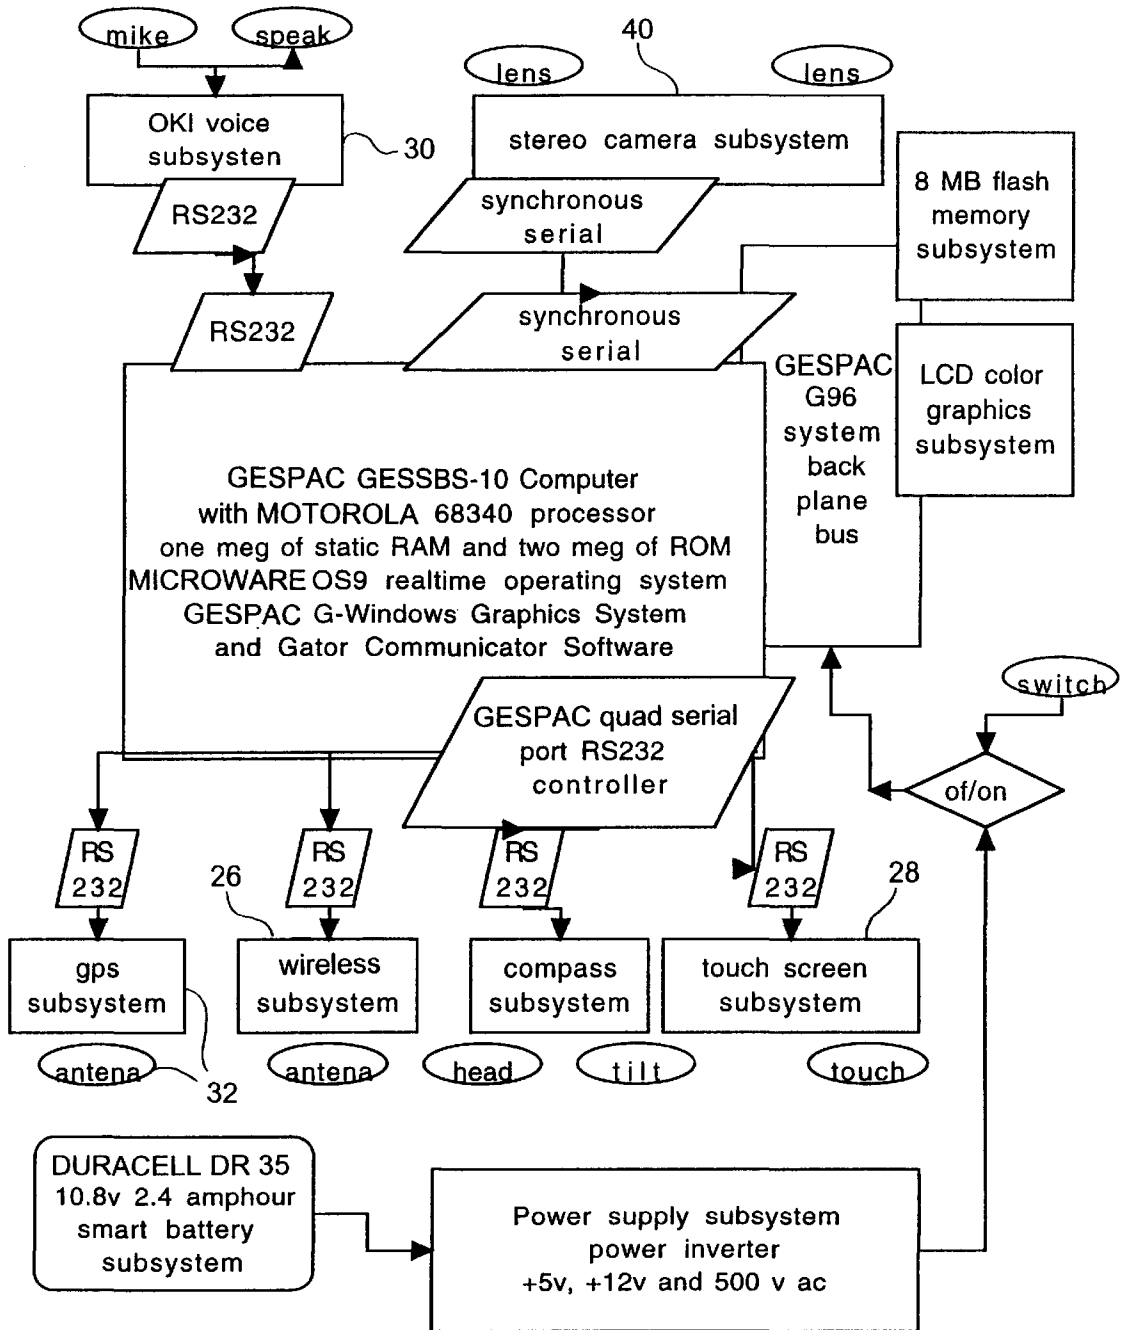 mike
speak
40
lens
lens
OKI voice
subsysten
30
stereo camera subsystem
8 MB flash
memory
subsystem
RS232
synchronous
serial
RS232
synchronous
serial
GESPAC
G96
system
back
plane
bus
LCD color
graphics
subsystem
GESPAC GESSBS-10 Computer
with MOTOROLA 68340 processor
one meg of static RAM and two meg of ROM
MICROWARE OS9 realtime operating system
GESPAC G-Windows Graphics System
and Gator Communicator Software
switch
GESPAC quad serial
port RS232
controller
of/on
RS
232
26
RS
232
RS
232
RS
232
28
gps
subsystem
wireless
subsystem
compass
subsystem
touch screen
subsystem
antena
32
antena
head
tilt
touch
DURACELL DR 35
10.8v 2.4 amphour
smart battery
subsystem
Power supply subsystem
power inverter
+5v, +12v and 500 v ac